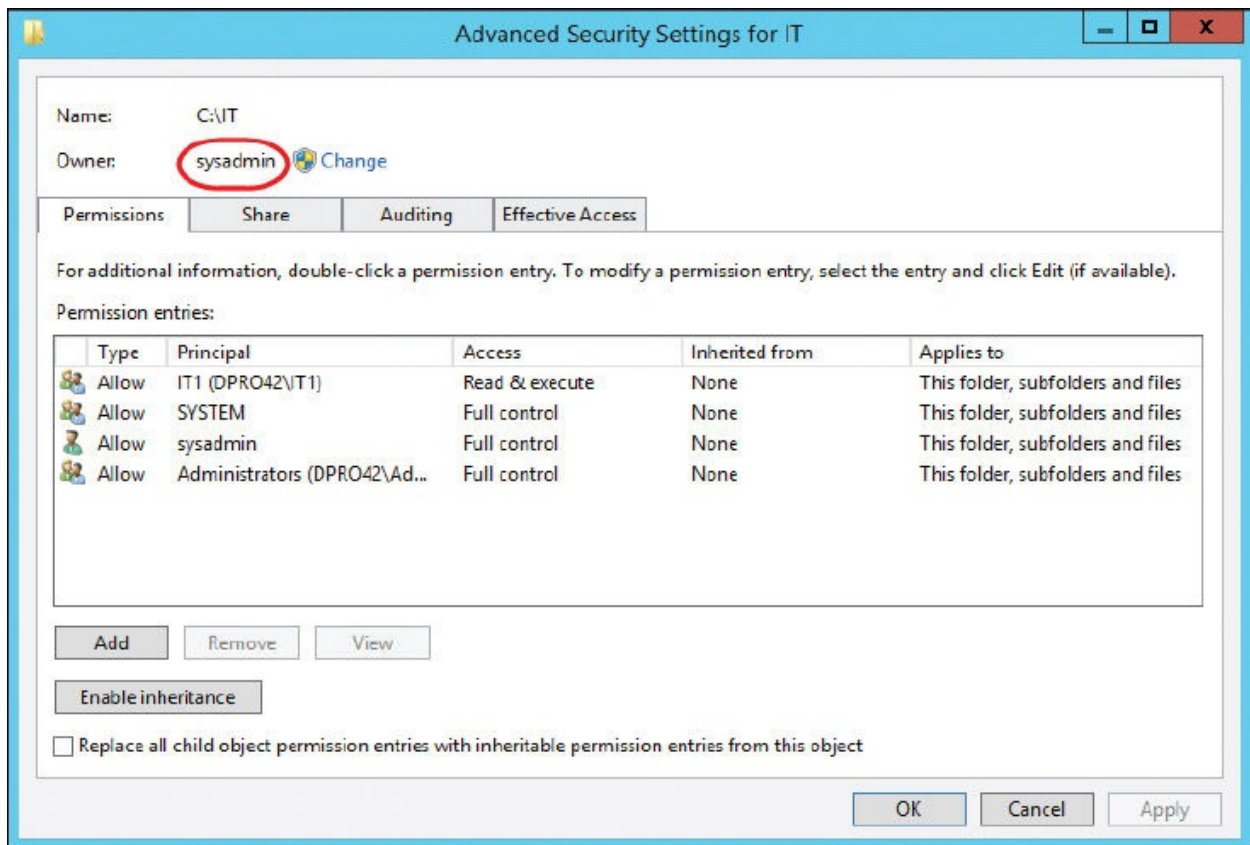 Advanced Security Settings for IT
Name: C:\IT
Owner: sysadmin Change
Permissions Share Auditing Effective Access
For additional information, double-click a permission entry. To modify a permission entry, select the entry and click Edit (if available).
Permission entries:
Type Principal Access Inherited from Applies to
Allow IT1 (DPRO42\IT1) Read & execute None This folder, subfolders and files
Allow SYSTEM Full control None This folder, subfolders and files
Allow sysadmin Full control None This folder, subfolders and files
Allow Administrators (DPRO42\Ad... Full control None This folder, subfolders and files
Add Remove View
Enable inheritance
Replace all child object permission entries with inheritable permission entries from this object
OK Cancel Apply